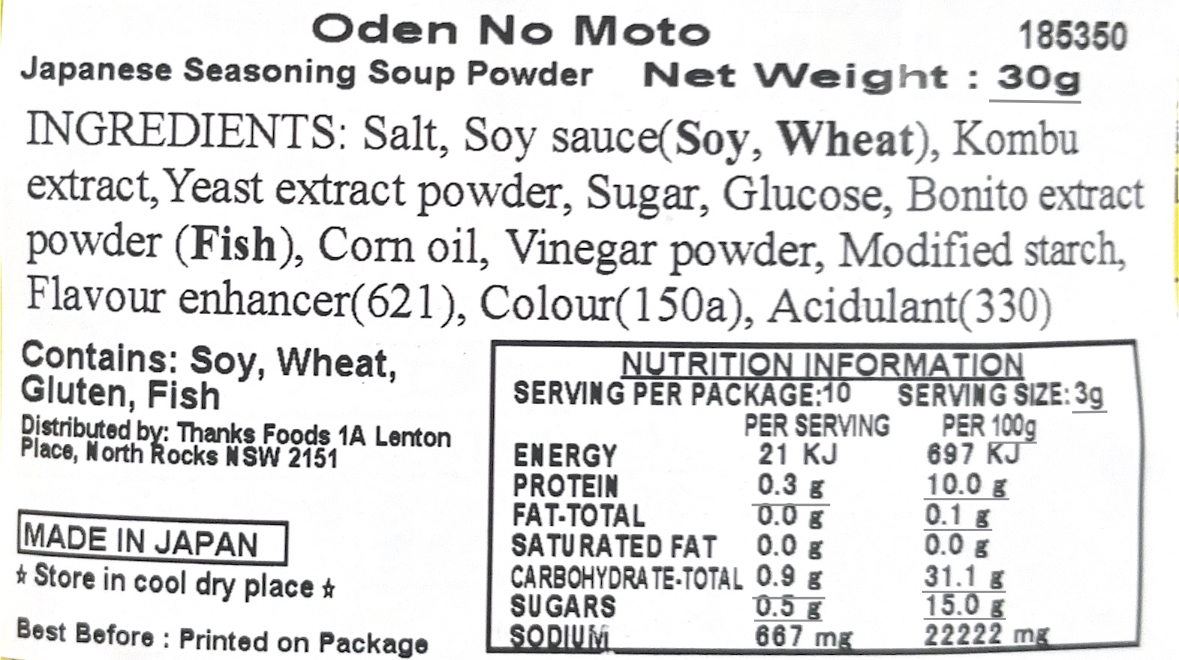 Oden No Moto 185350
Japanese Seasoning Soup Powder Net Weight : 30g
INGREDIENTS: Salt, Soy sauce(Soy, Wheat), Kombu
extract, Yeast extract powder, Sugar, Glucose, Bonito extract
powder (Fish), Corn oil, Vinegar powder, Modified starch,
Flavour enhancer(621), Colour(150a), Acidulant(330)
Contains: Soy, Wheat,
Gluten, Fish
Distributed by: Thanks Foods 1A Lenton
Place, North Rocks NSW 2151
MADE IN JAPAN
☆ Store in cool dry place ☆
Best Before : Printed on Package
NUTRITION INFORMATION
SERVING PER PACKAGE:10 SERVING SIZE: 3g
PER SERVING PER 100g
ENERGY 21 KJ 697 KJ
PROTEIN 0.3 g 10.0 g
FAT-TOTAL 0.0 g 0.1 g
SATURATED FAT 0.0 g 0.0 g
CARBOHYDRATE-TOTAL 0.9 g 31.1 g
SUGARS 0.5 g 15.0 g
SODIUM 667 mg 22222 mg